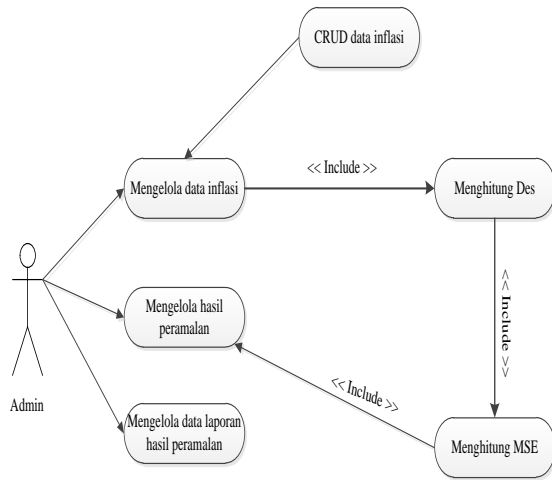 CRUD data inflasi
<< Include >>
Mengelola data inflasi
Menghitung Des
<< Include >>
Mengelola hasil
peramalan
<< Include >>
Admin
Mengelola data laporan
hasil peramalan
Menghitung MSE